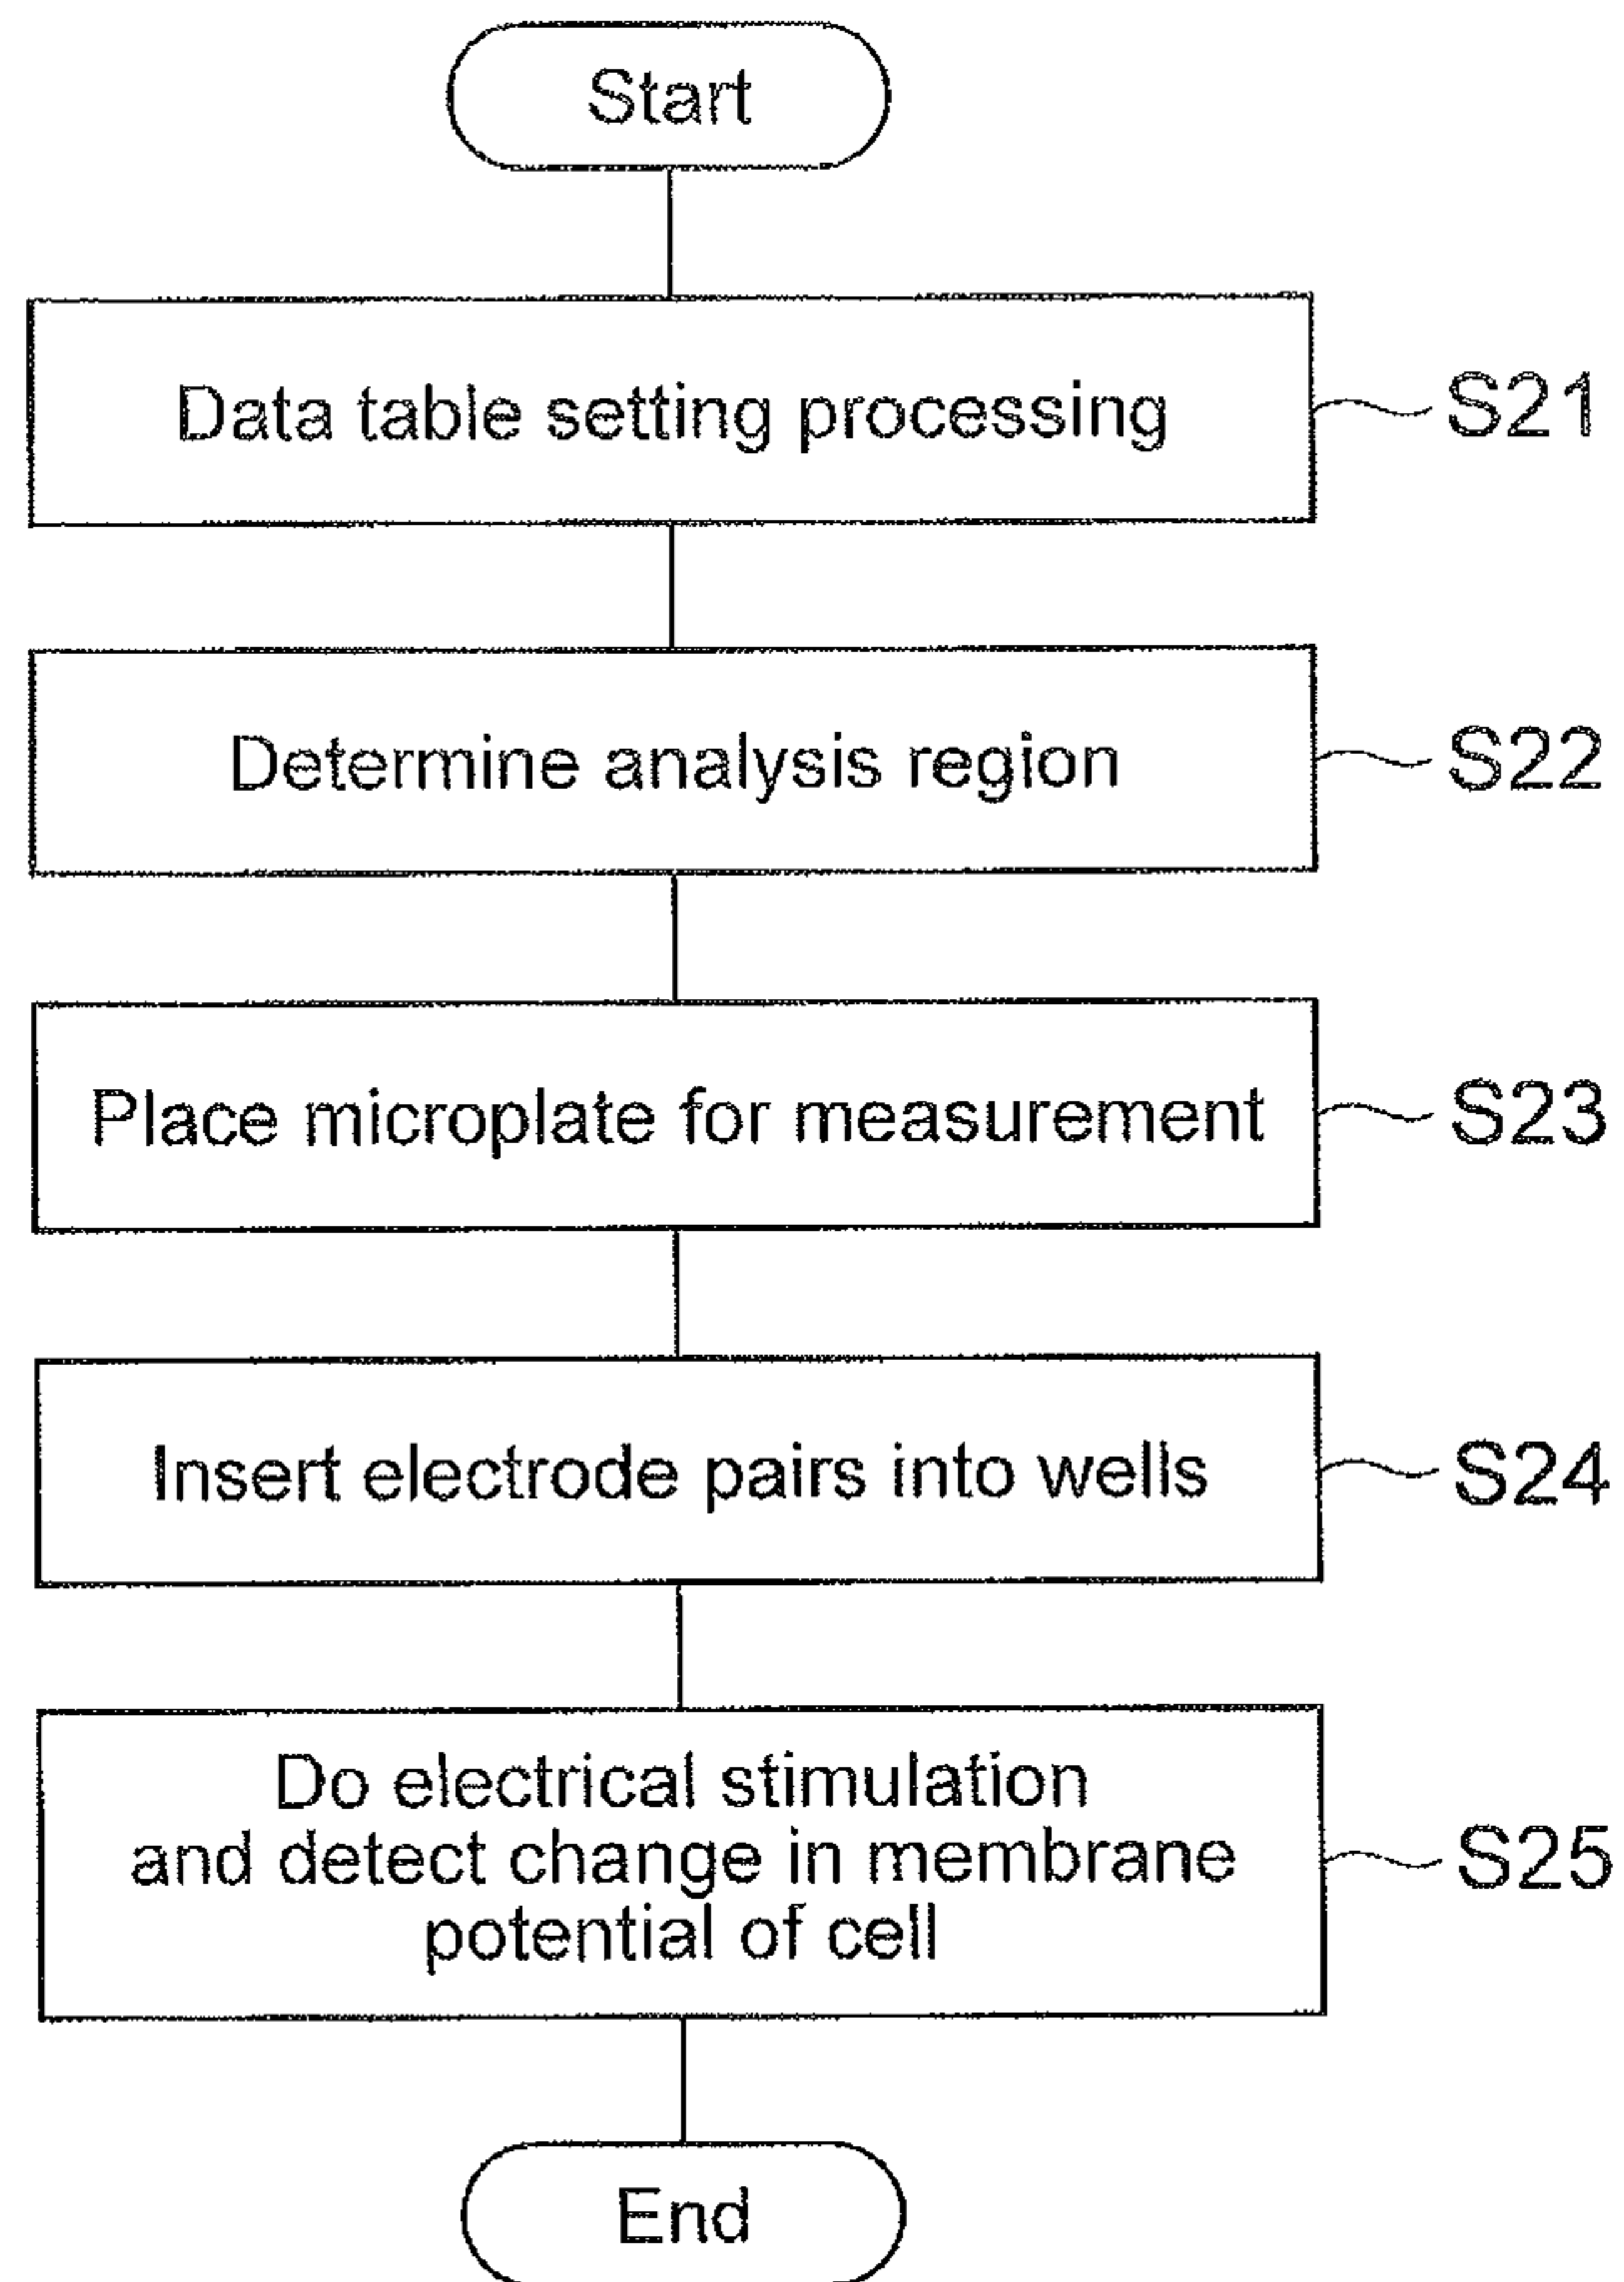 Start
Data table setting processing
S21
Determine analysis region
S22
Place microplate for measurement
S23
Insert electrode pairs into wells
S24
Do electrical stimulation
and detect change in membrane
potential of cell
S25
End